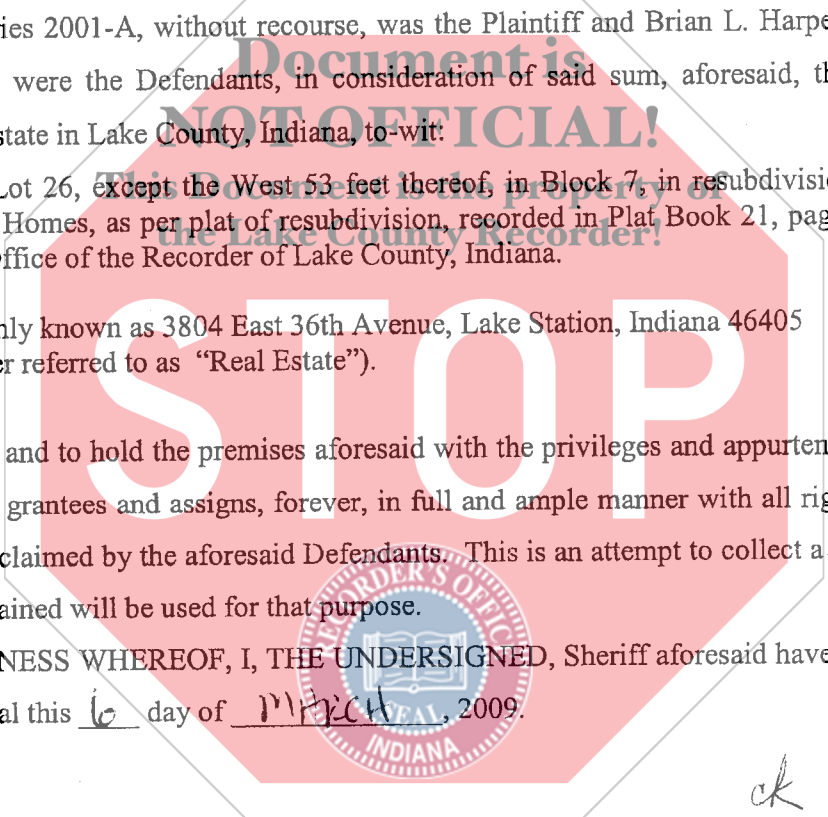 ies 2001-A, without recourse, was the Plaintiff and Brian L. Harpe
Document is
were the Defendants, in consideration of said sum, aforesaid, th
NOT OFFICIAL!
state in Lake County, Indiana, to-wit:
Lot 26, except the West 53 feet thereof, in Block 7, in resubdivisio
This Document is the property of
Homes, as per plat of resubdivision, recorded in Plat Book 21, pag
the Lake County Recorder!
ffice of the Recorder of Lake County, Indiana.
nly known as 3804 East 36th Avenue, Lake Station, Indiana 46405
er referred to as “Real Estate”).
STOP
and to hold the premises aforesaid with the privileges and appurten
grantees and assigns, forever, in full and ample manner with all rig
claimed by the aforesaid Defendants. This is an attempt to collect a
ained will be used for that purpose.
RECORDER'S OFFICE
NESS WHEREOF, I, THE UNDERSIGNED, Sheriff aforesaid have
al this 6 day of MARCH, 2009.
SEAL
INDIANA
ck